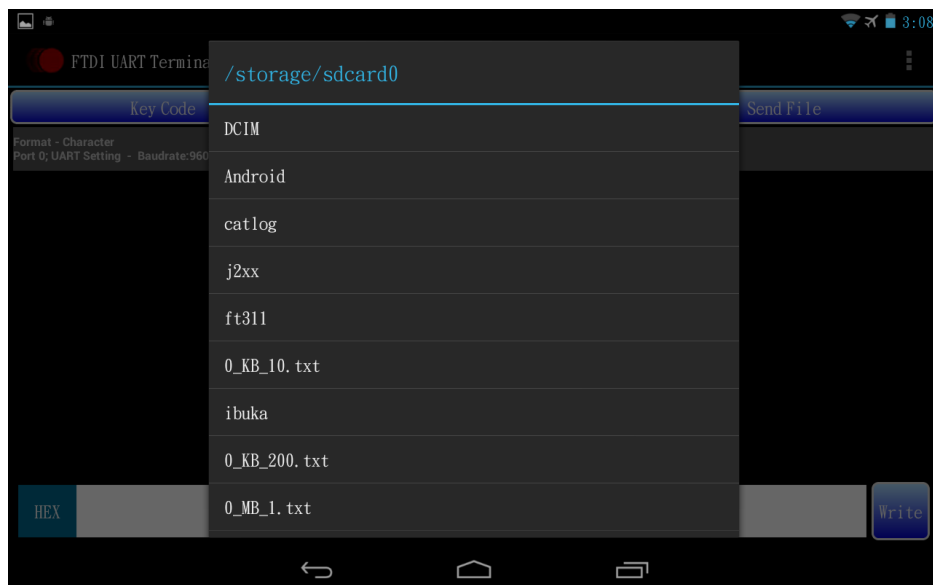 3:08
FTDI UART Termina
/storage/sdcard0
Key Code
Send File
Format - Character
Port 0; UART Setting - Baudrate:960
DCIM
Android
catlog
j2xx
ft311
0_KB_10.txt
ibuka
0_KB_200.txt
0_MB_1.txt
HEX
Write